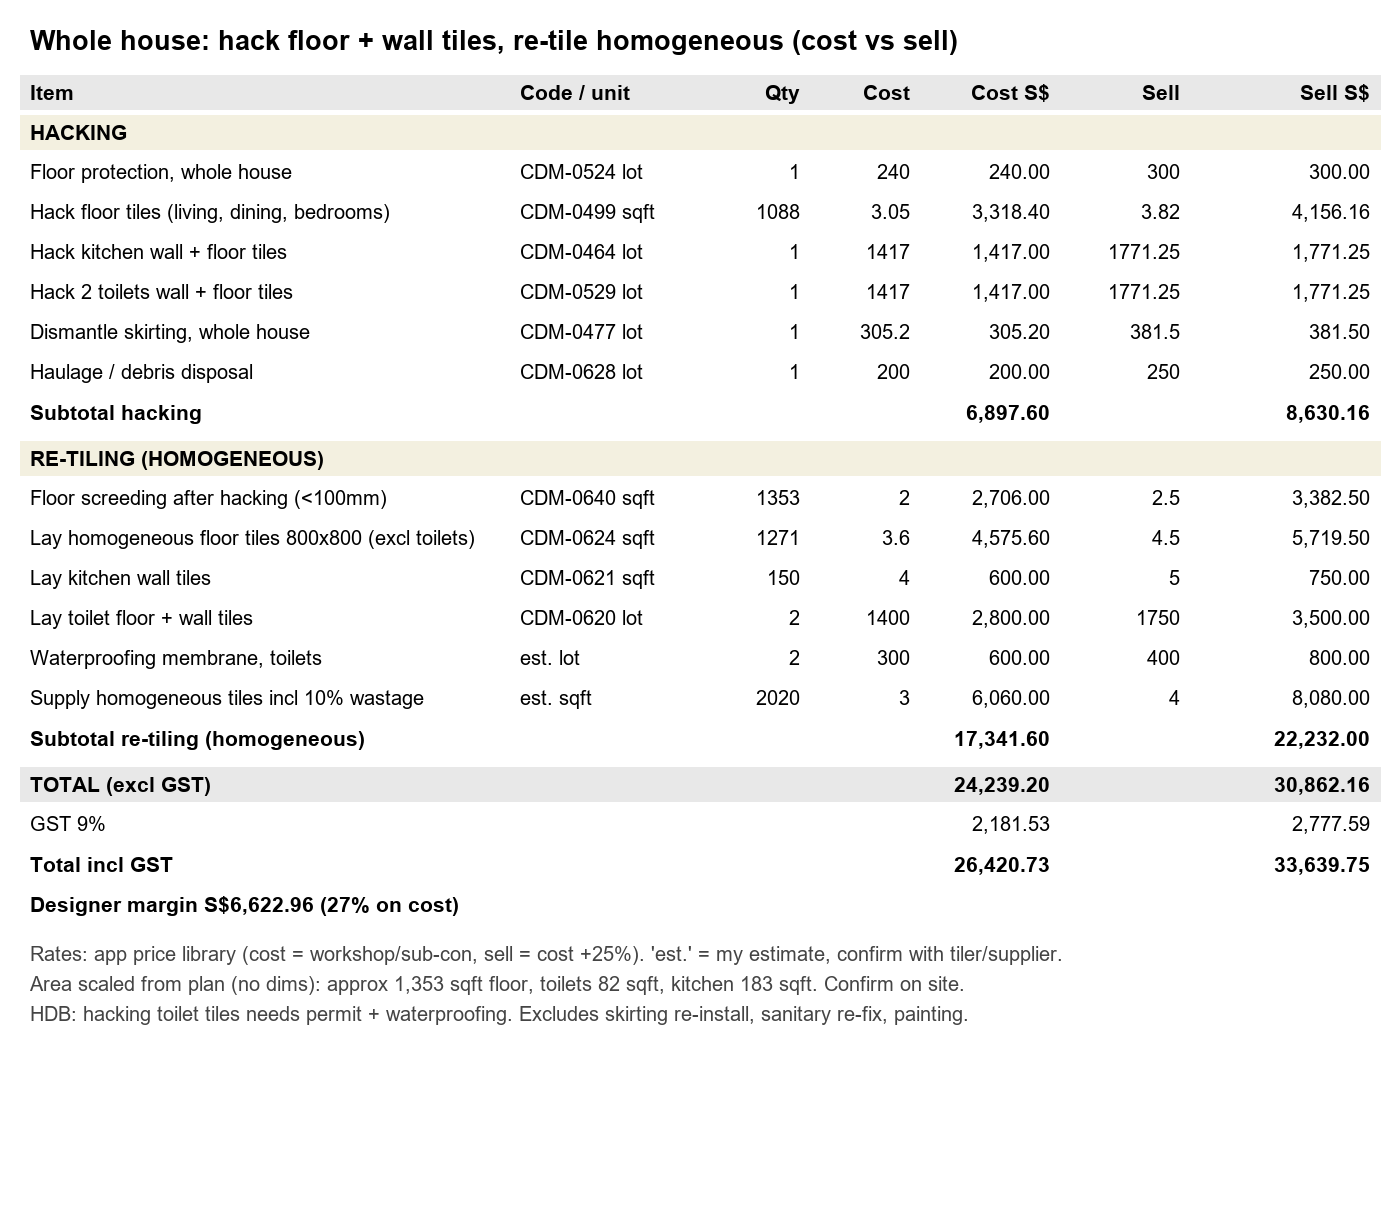 Whole house: hack floor + wall tiles, re-tile homogeneous (cost vs sell)
Item Code / unit Qty Cost Cost S$ Sell Sell S$
HACKING
Floor protection, whole house CDM-0524 lot 1 240 240.00 300 300.00
Hack floor tiles (living, dining, bedrooms) CDM-0499 sqft 1088 3.05 3,318.40 3.82 4,156.16
Hack kitchen wall + floor tiles CDM-0464 lot 1 1417 1,417.00 1771.25 1,771.25
Hack 2 toilets wall + floor tiles CDM-0529 lot 1 1417 1,417.00 1771.25 1,771.25
Dismantle skirting, whole house CDM-0477 lot 1 305.2 305.20 381.5 381.50
Haulage / debris disposal CDM-0628 lot 1 200 200.00 250 250.00
Subtotal hacking 6,897.60 8,630.16
RE-TILING (HOMOGENEOUS)
Floor screeding after hacking (<100mm) CDM-0640 sqft 1353 2 2,706.00 2.5 3,382.50
Lay homogeneous floor tiles 800x800 (excl toilets) CDM-0624 sqft 1271 3.6 4,575.60 4.5 5,719.50
Lay kitchen wall tiles CDM-0621 sqft 150 4 600.00 5 750.00
Lay toilet floor + wall tiles CDM-0620 lot 2 1400 2,800.00 1750 3,500.00
Waterproofing membrane, toilets est. lot 2 300 600.00 400 800.00
Supply homogeneous tiles incl 10% wastage est. sqft 2020 3 6,060.00 4 8,080.00
Subtotal re-tiling (homogeneous) 17,341.60 22,232.00
TOTAL (excl GST) 24,239.20 30,862.16
GST 9% 2,181.53 2,777.59
Total incl GST 26,420.73 33,639.75
Designer margin S$6,622.96 (27% on cost)
Rates: app price library (cost = workshop/sub-con, sell = cost +25%). 'est.' = my estimate, confirm with tiler/supplier.
Area scaled from plan (no dims): approx 1,353 sqft floor, toilets 82 sqft, kitchen 183 sqft. Confirm on site.
HDB: hacking toilet tiles needs permit + waterproofing. Excludes skirting re-install, sanitary re-fix, painting.